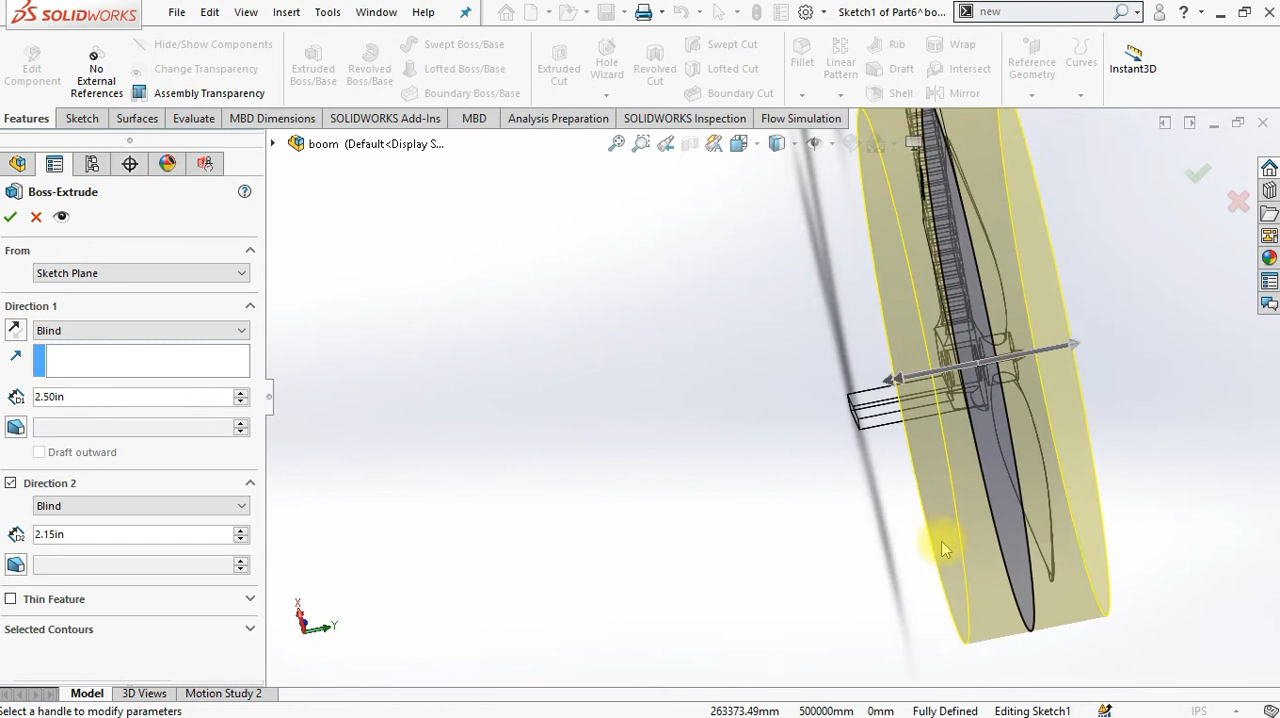 DS SOLIDWORKS File Edit View Insert Tools Window Help Sketch1 of Part6^bo... new ?
Edit Component
No External References
Hide/Show Components
Change Transparency
Assembly Transparency
Extruded Boss/Base
Revolved Boss/Base
Swept Boss/Base
Lofted Boss/Base
Boundary Boss/Base
Extruded Cut
Hole Wizard
Revolved Cut
Swept Cut
Lofted Cut
Boundary Cut
Fillet
Linear Pattern
Rib
Draft
Shell
Wrap
Intersect
Mirror
Reference Geometry
Curves
Instant3D
Features Sketch Surfaces Evaluate MBD Dimensions SOLIDWORKS Add-Ins MBD Analysis Preparation SOLIDWORKS Inspection Flow Simulation
boom (Default<Display S...
Boss-Extrude ?
From
Sketch Plane
Direction 1
Blind
D1 2.50in
Draft outward
Direction 2
Blind
D2 2.15in
Thin Feature
Selected Contours
X
Y
Model 3D Views Motion Study 2
Select a handle to modify parameters 263373.49mm 500000mm 0mm Fully Defined Editing Sketch1 IPS